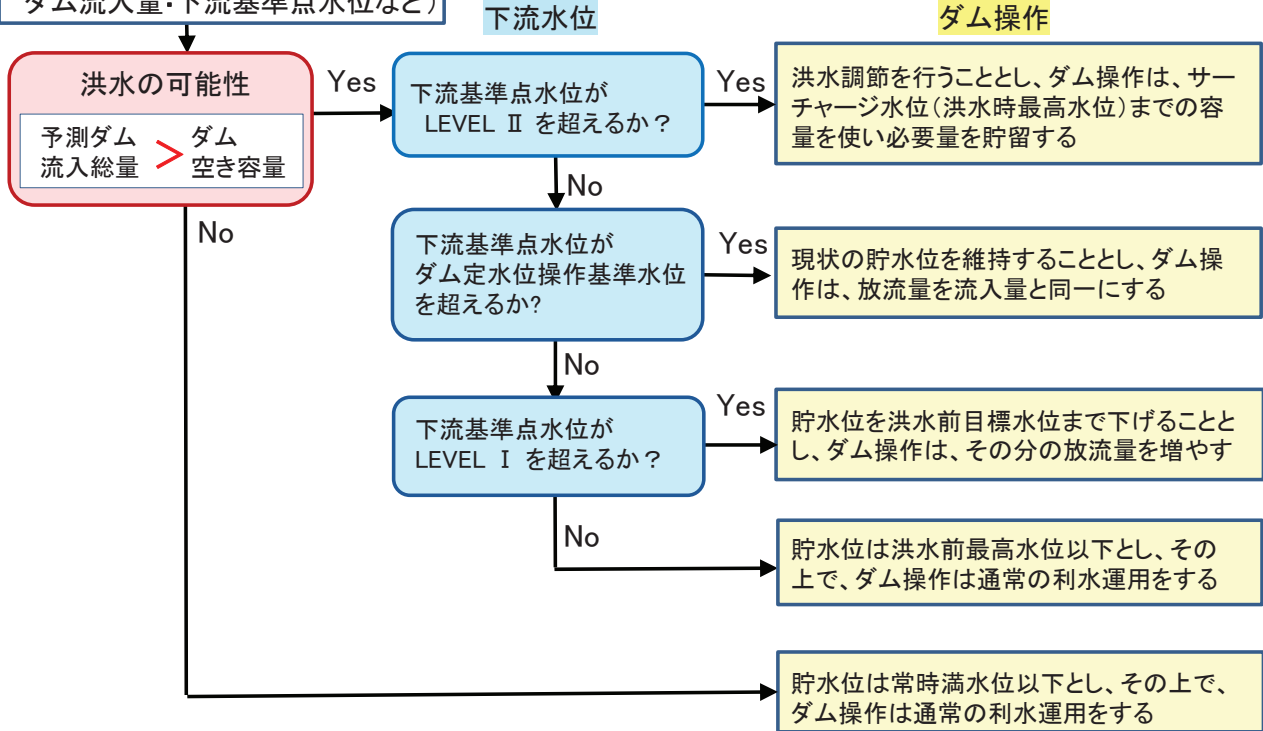 ダム流入量・下流基準点水位など)
下流水位
ダム操作
洪水の可能性
予測ダム
流入総量
>
ダム
空き容量
Yes
下流基準点水位が
LEVEL Ⅱ を超えるか?
Yes
洪水調節を行うこととし、ダム操作は、サー
チャージ水位(洪水時最高水位)までの容
量を使い必要量を貯留する
No
No
下流基準点水位が
ダム定水位操作基準水位
を超えるか?
Yes
現状の貯水位を維持することとし、ダム操
作は、放流量を流入量と同一にする
No
下流基準点水位が
LEVEL Ⅰ を超えるか?
Yes
貯水位を洪水前目標水位まで下げることと
し、ダム操作は、その分の放流量を増やす
No
貯水位は洪水前最高水位以下とし、その
上で、ダム操作は通常の利水運用をする
貯水位は常時満水位以下とし、その上で、
ダム操作は通常の利水運用をする